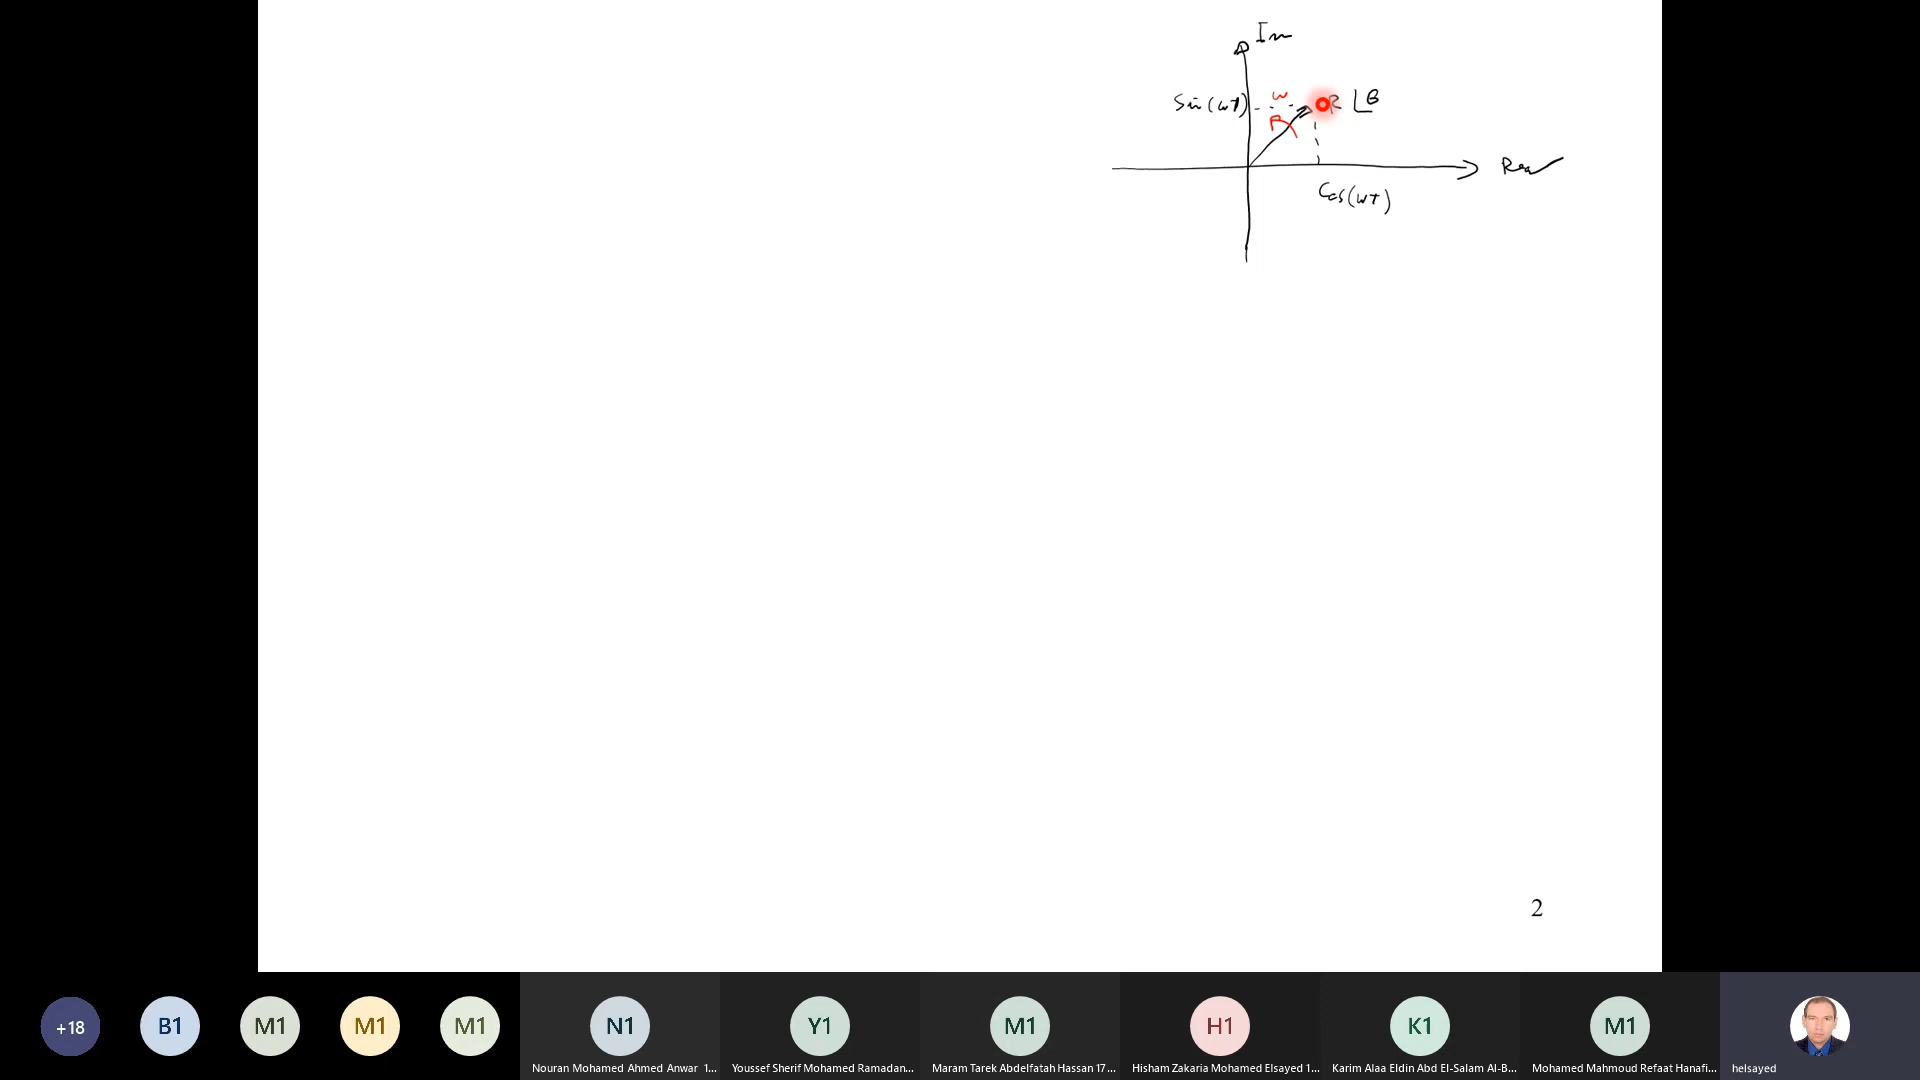 Im
Sin(wt)
w
R
R ∠θ
Real
Cos(wt)
2
+18
B1
M1
M1
M1
N1
Y1
M1
H1
K1
M1
Nouran Mohamed Ahmed Anwar 1...
Youssef Sherif Mohamed Ramadan...
Maram Tarek Abdelfatah Hassan 17...
Hisham Zakaria Mohamed Elsayed 1...
Karim Alaa Eldin Abd El-Salam Al-B...
Mohamed Mahmoud Refaat Hanafi...
helsayed